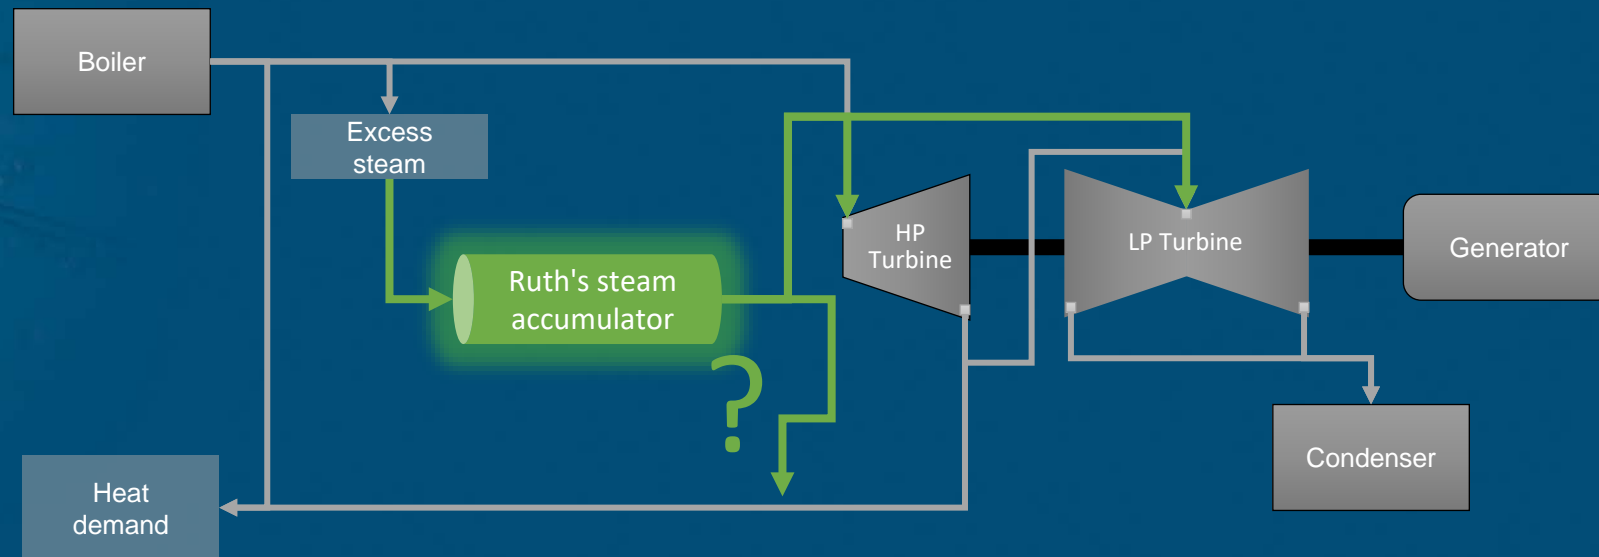 Boiler
Excess
steam
Ruth's steam
accumulator
?
HP
Turbine
LP Turbine
Generator
Condenser
Heat
demand